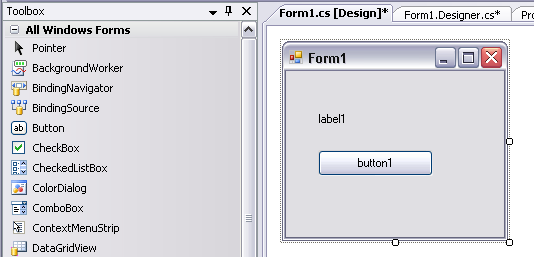 Toolbox
All Windows Forms
Pointer
BackgroundWorker
BindingNavigator
BindingSource
ab Button
CheckBox
CheckedListBox
ColorDialog
ComboBox
ContextMenuStrip
DataGridView
Form1.cs [Design]*
Form1.Designer.cs*
Pro
Form1
label1
button1